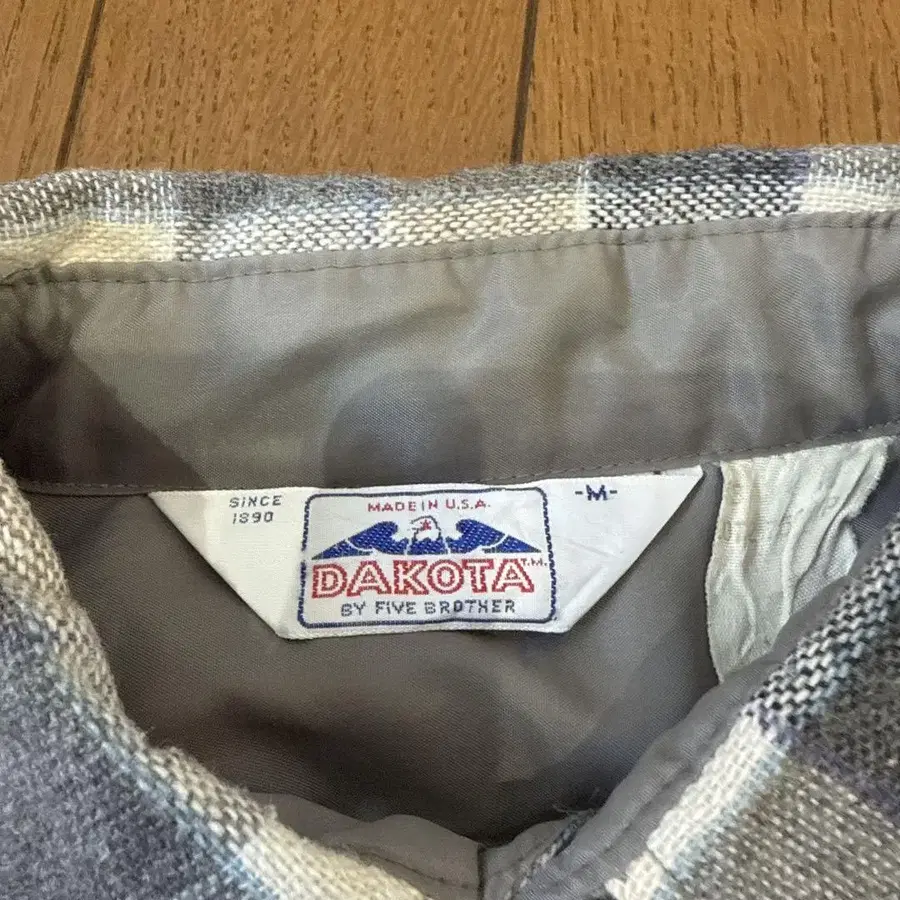 SINCE
1890
MADE IN U.S.A.
DAKOTA T.M.
BY FIVE BROTHER
-M-